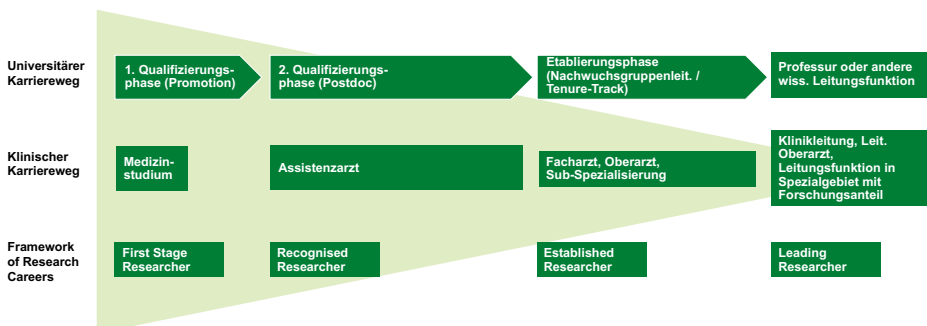 Universitärer
Karriereweg
1. Qualifizierungs-
phase (Promotion)
2. Qualifizierungs-
phase (Postdoc)
Etablierungsphase
(Nachwuchsgruppenleit. /
Tenure-Track)
Professur oder andere
wiss. Leitungsfunktion
Klinischer
Karriereweg
Medizin-
studium
Assistenzarzt
Facharzt, Oberarzt,
Sub-Spezialisierung
Klinikleitung, Leit.
Oberarzt,
Leitungsfunktion in
Spezialgebiet mit
Forschungsanteil
Framework
of Research
Careers
First Stage
Researcher
Recognised
Researcher
Established
Researcher
Leading
Researcher